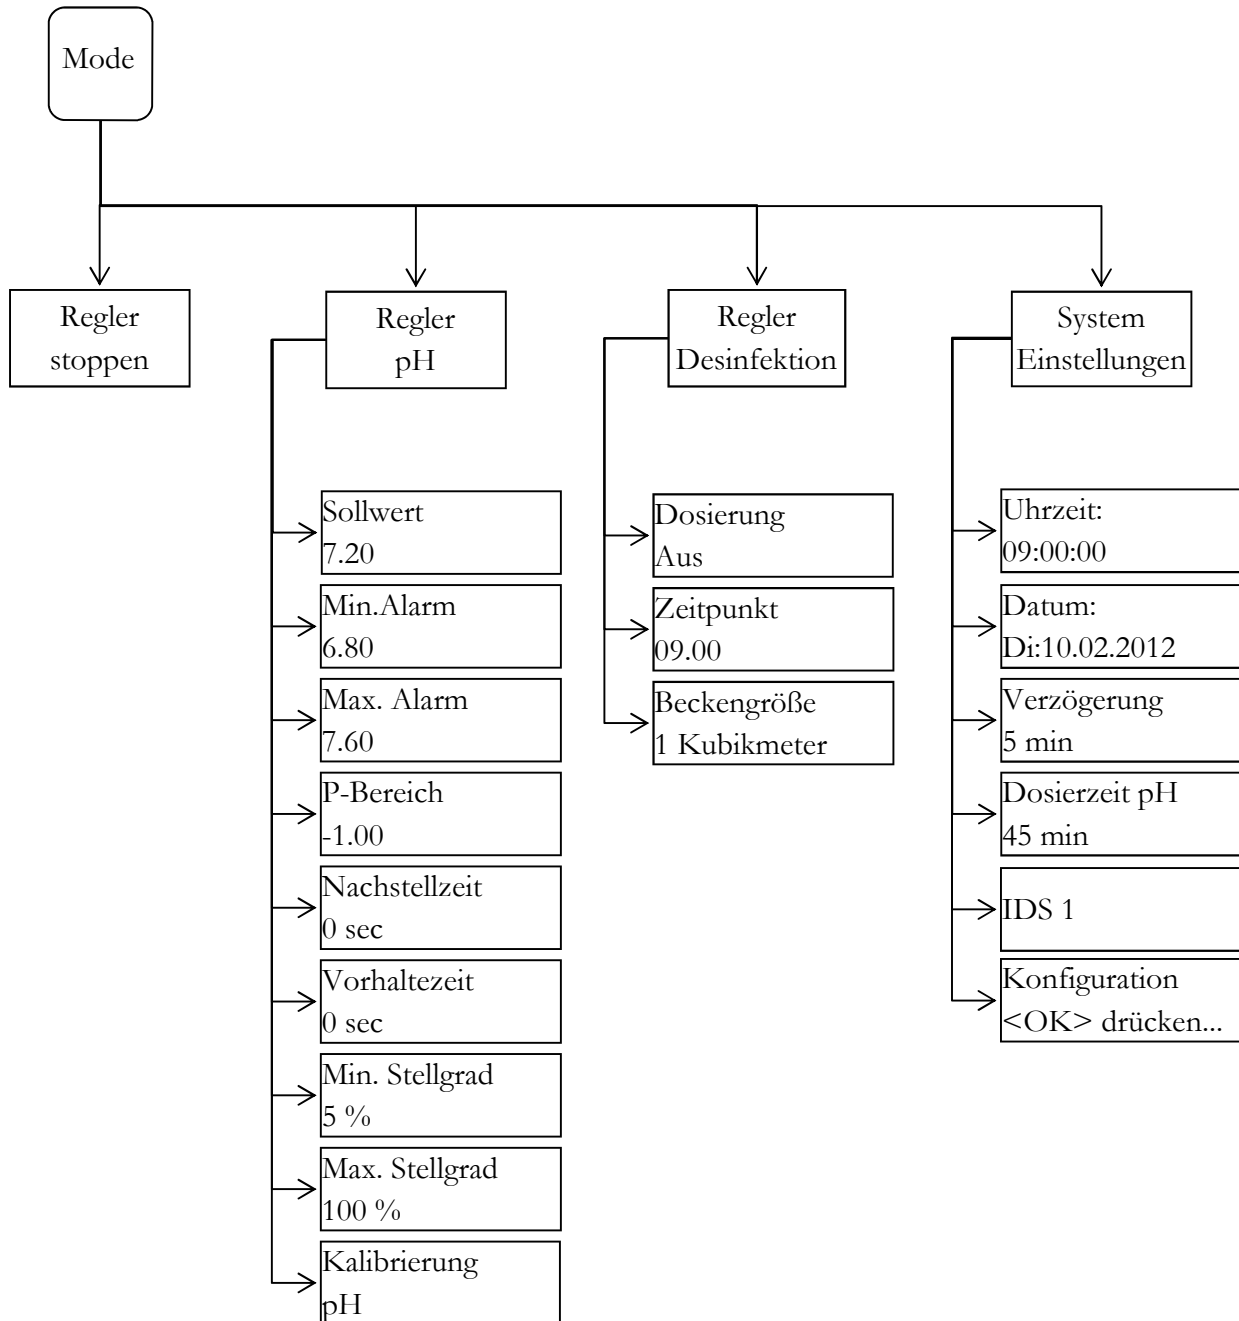 Mode
Regler
stoppen
Regler
pH
Regler
Desinfektion
System
Einstellungen
Sollwert
7.20
Min.Alarm
6.80
Max. Alarm
7.60
P-Bereich
-1.00
Nachstellzeit
0 sec
Vorhaltezeit
0 sec
Min. Stellgrad
5 %
Max. Stellgrad
100 %
Kalibrierung
pH
Dosierung
Aus
Zeitpunkt
09.00
Beckengröße
1 Kubikmeter
Uhrzeit:
09:00:00
Datum:
Di:10.02.2012
Verzögerung
5 min
Dosierzeit pH
45 min
IDS 1
Konfiguration
<OK> drücken...